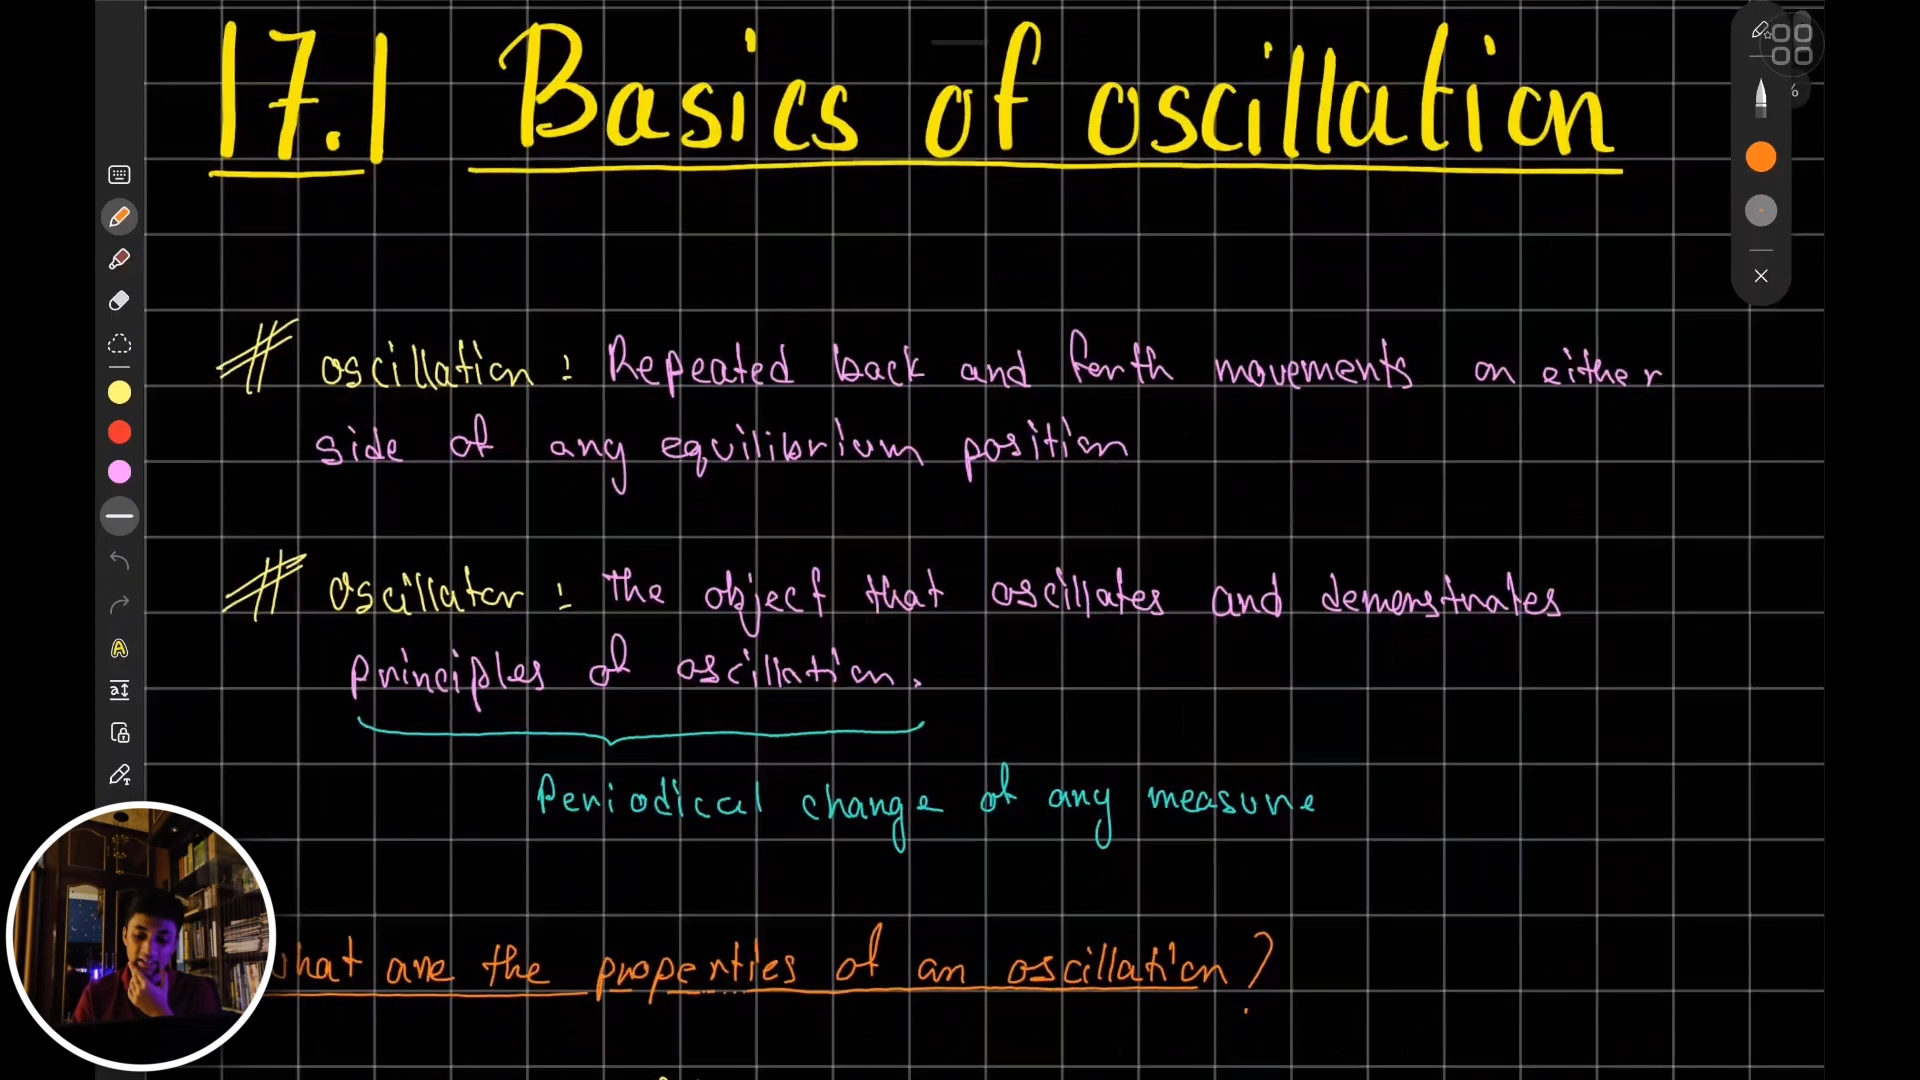 17.1 Basics of oscillation
# oscillation : Repeated back and forth movements on either
side of any equilibrium position
# Oscillator : The object that oscillates and demonstrates
principles of oscillation.
Periodical change of any measure
what are the properties of an oscillation?